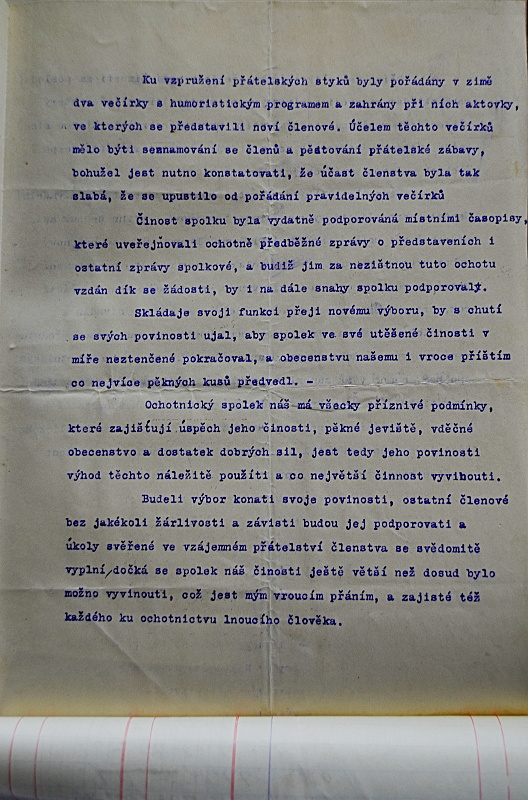 Ku vzpružení přátelských styků byly pořádány v zimě
dva večírky s humoristickým programem a zahrány při nich aktovky,
ve kterých se představili noví členové. Účelem těchto večírků
mělo býti seznamování se členů a pěstování přátelské zábavy,
bohužel jest nutno konstatovati, že účast členstva byla tak
slabá, že se upustilo od pořádání pravidelných večírků
Činost spolku byla vydatně podporováná místními časopisy,
které uveřejňovali ochotně předběžné zprávy o představeních i
ostatní zprávy spolkové, a budiž jim za nezištnou tuto ochotu
vzdán dík se žádosti, by i na dále snahy spolku podporovaly.
Skládaje svoji funkci přeji novému výboru, by s chutí
se svých povinosti ujal, aby spolek ve své utěšené činosti v
míře neztenčené pokračoval, a obecenstvu našemu i vroce příštím
co nejvíce pěkných kusů předvedl. -
Ochotnický spolek náš má všecky příznivé podmínky,
které zajišťují úspěch jeho činosti, pěkné jeviště, vděčné
obecenstvo a dostatek dobrých sil, jest tedy jeho povinosti
výhod těchto náležitě použíti a co největší činnost vyvihouti.
Budeli výbor konati svoje povinosti, ostatní členové
bez jakékoli žárlivosti a závisti budou jej podporovati a
úkoly svěřené ve vzájemném přátelství členstva se svědomitě
vyplní,dočká se spolek náš činosti ještě větší než dosud bylo
možno vyvinouti, což jest mým vroucím přáním, a zajisté též
každého ku ochotnictvu lnoucího člověka.